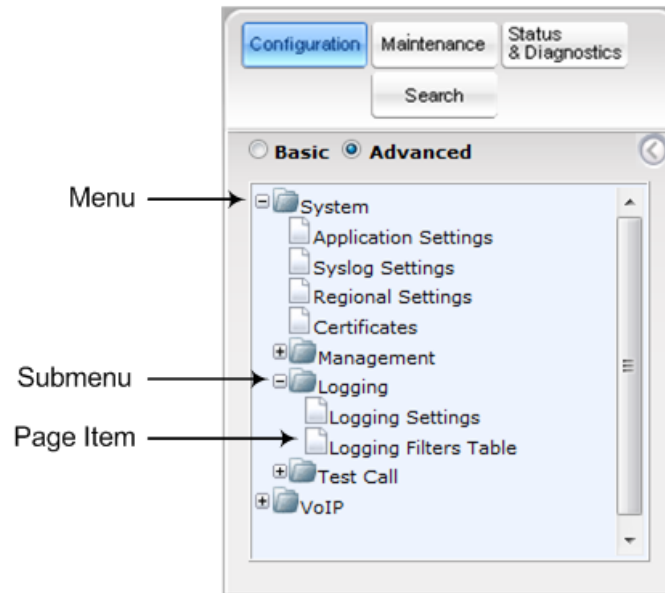 Configuration
Maintenance
Status
& Diagnostics
Search
Basic Advanced
Menu
System
Application Settings
Syslog Settings
Regional Settings
Certificates
Management
Submenu
Logging
Logging Settings
Page Item
Logging Filters Table
Test Call
VoIP